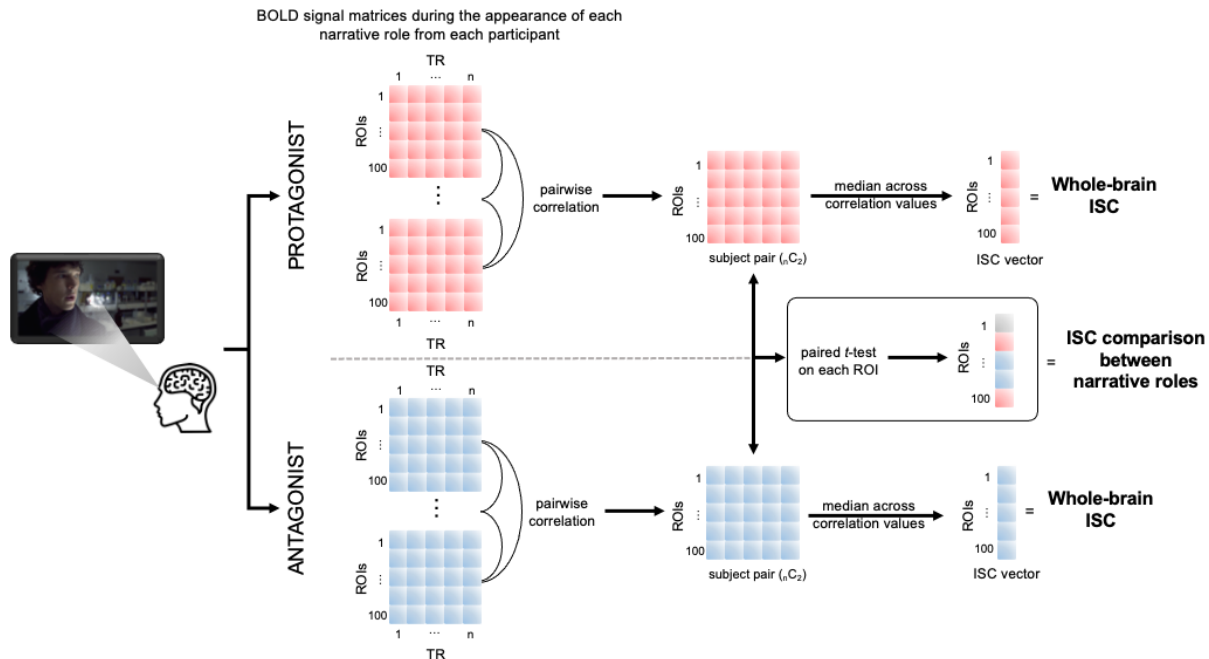 BOLD signal matrices during the appearance of each
narrative role from each participant
TR
1 ... n
1
ROIs
...
100
PROTAGONIST
⋮
1
ROIs
...
100
1 ... n
TR
pairwise
correlation
1
ROIs
...
100
subject pair (nC2)
median across
correlation values
1
ROIs
...
100
ISC vector
=
Whole-brain
ISC
paired t-test
on each ROI
1
ROIs
...
100
=
ISC comparison
between
narrative roles
TR
1 ... n
1
ROIs
...
100
ANTAGONIST
⋮
1
ROIs
...
100
1 ... n
TR
pairwise
correlation
1
ROIs
...
100
subject pair (nC2)
median across
correlation values
1
ROIs
...
100
ISC vector
=
Whole-brain
ISC